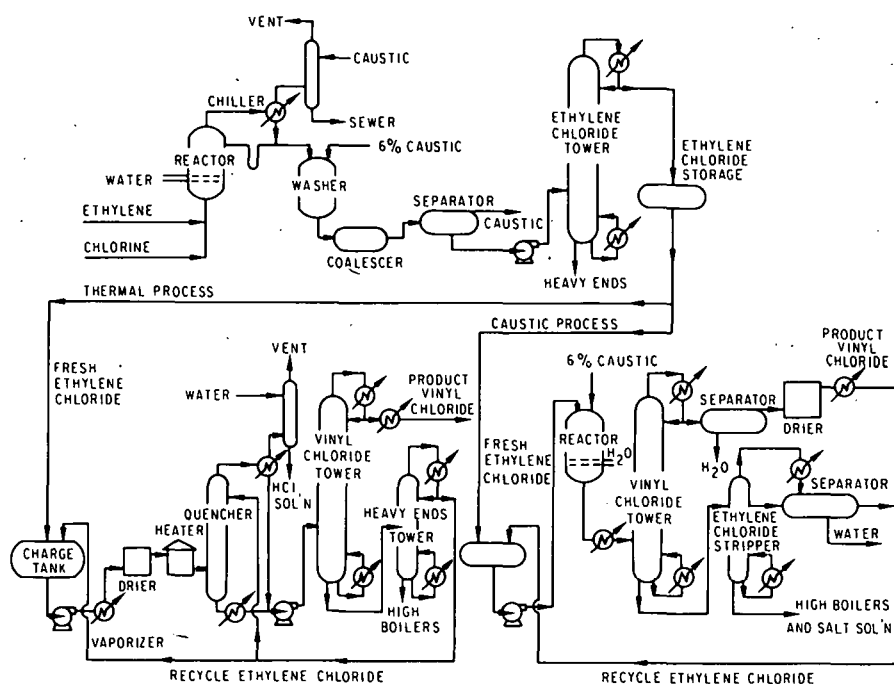 VENT
CAUSTIC
CHILLER
SEWER
REACTOR
6% CAUSTIC
WATER
WASHER
ETHYLENE
CHLORINE
SEPARATOR
CAUSTIC
COALESCER
ETHYLENE
CHLORIDE
TOWER
ETHYLENE
CHLORIDE
STORAGE
HEAVY ENDS
THERMAL PROCESS
CAUSTIC PROCESS
FRESH
ETHYLENE
CHLORIDE
VENT
WATER
PRODUCT
VINYL
CHLORIDE
VINYL
CHLORIDE
TOWER
HCl
SOL'N
QUENCHER
HEATER
CHARGE
TANK
DRIER
VAPORIZER
HEAVY ENDS
TOWER
HIGH
BOILERS
RECYCLE ETHYLENE CHLORIDE
FRESH
ETHYLENE
CHLORIDE
6% CAUSTIC
REACTOR
H2O
VINYL
CHLORIDE
TOWER
SEPARATOR
H2O
DRIER
PRODUCT
VINYL
CHLORIDE
ETHYLENE
CHLORIDE
STRIPPER
SEPARATOR
WATER
HIGH BOILERS
AND SALT SOL'N
RECYCLE ETHYLENE CHLORIDE